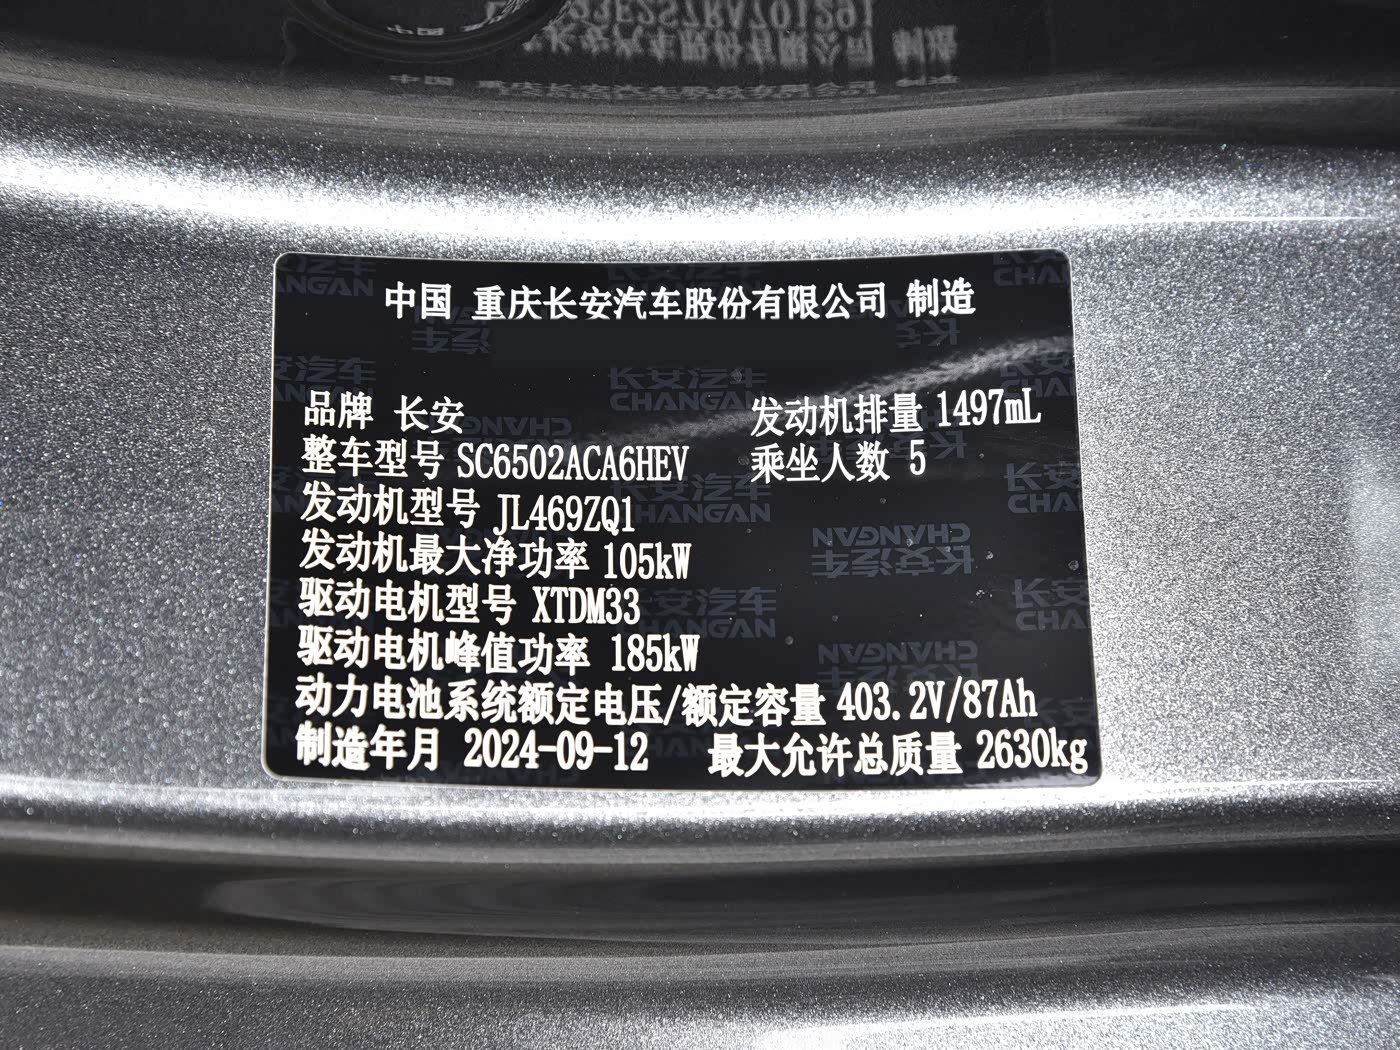 中国 重庆长安汽车股份有限公司 制造
品牌 长安 发动机排量 1497mL
整车型号 SC6502ACA6HEV 乘坐人数 5
发动机型号 JL469ZQ1
发动机最大净功率 105kW
驱动电机型号 XTDM33
驱动电机峰值功率 185kW
动力电池系统额定电压/额定容量 403.2V/87Ah
制造年月 2024-09-12 最大允许总质量 2630kg
长安汽车
CHANGAN